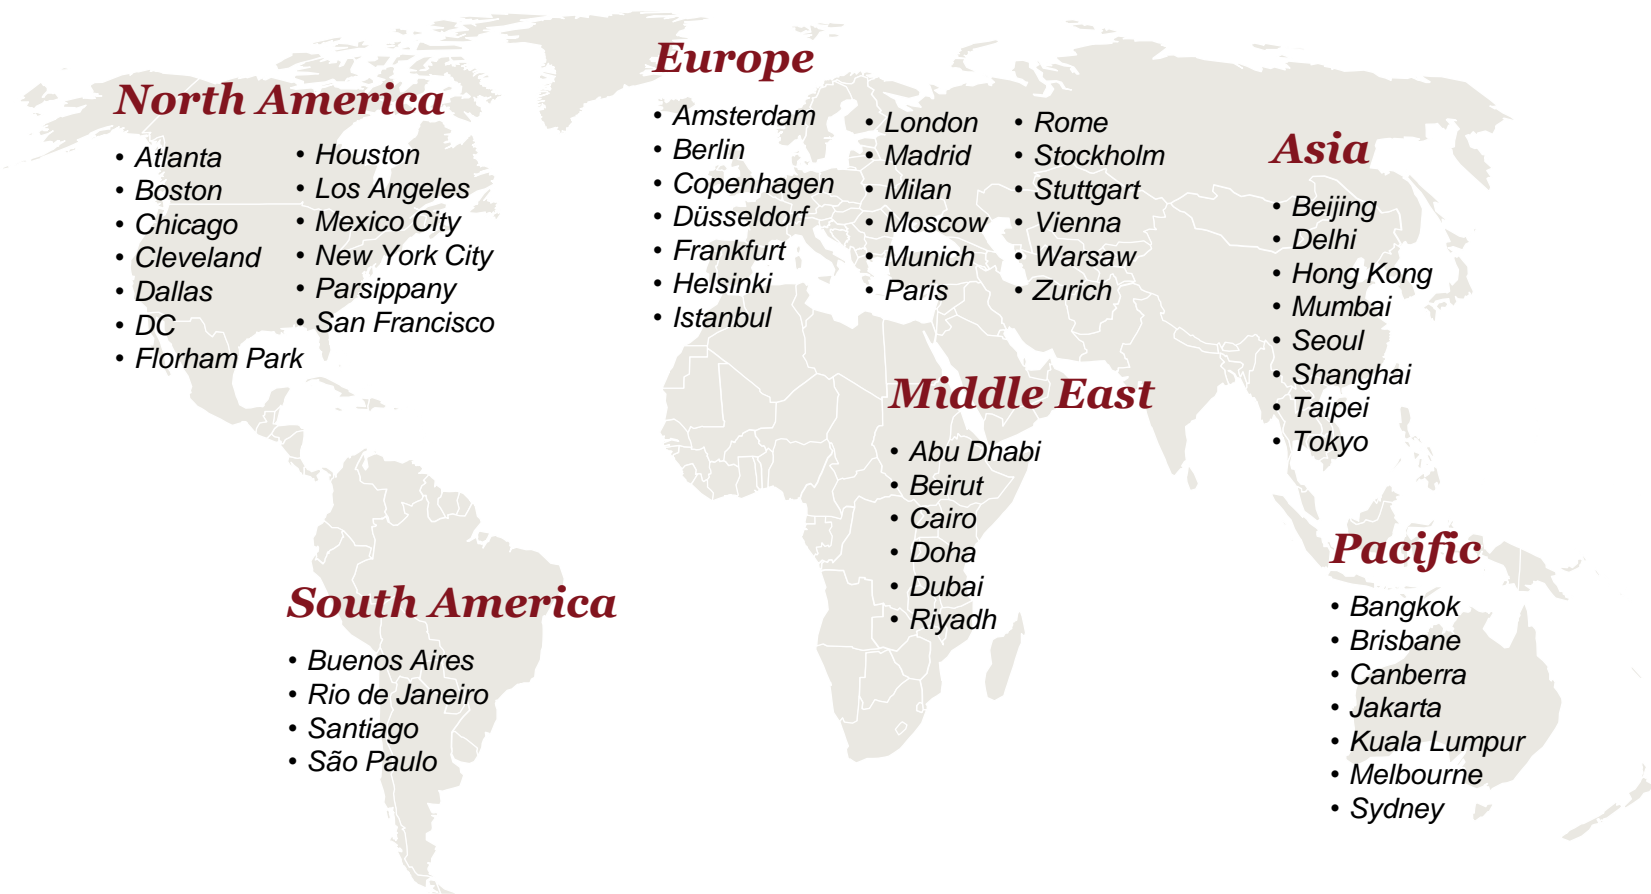 North America
• Atlanta
• Boston
• Chicago
• Cleveland
• Dallas
• DC
• Florham Park
• Houston
• Los Angeles
• Mexico City
• New York City
• Parsippany
• San Francisco
Europe
• Amsterdam
• Berlin
• Copenhagen
• Düsseldorf
• Frankfurt
• Helsinki
• Istanbul
• London
• Madrid
• Milan
• Moscow
• Munich
• Paris
• Rome
• Stockholm
• Stuttgart
• Vienna
• Warsaw
• Zurich
Asia
• Beijing
• Delhi
• Hong Kong
• Mumbai
• Seoul
• Shanghai
• Taipei
• Tokyo
Middle East
• Abu Dhabi
• Beirut
• Cairo
• Doha
• Dubai
• Riyadh
South America
• Buenos Aires
• Rio de Janeiro
• Santiago
• São Paulo
Pacific
• Bangkok
• Brisbane
• Canberra
• Jakarta
• Kuala Lumpur
• Melbourne
• Sydney